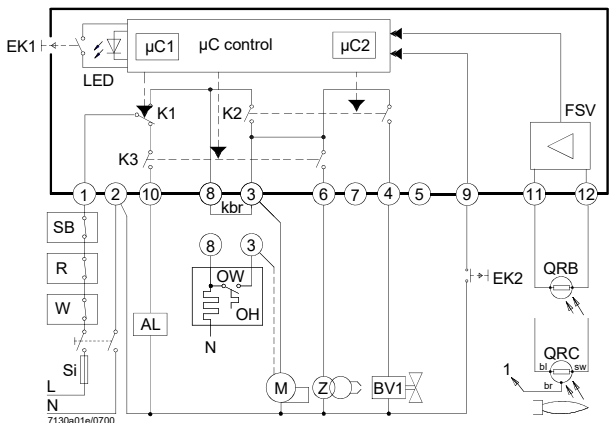 EK1
LED
µC1
µC control
µC2
K1
K2
K3
FSV
1
2
10
8
3
6
7
4
5
9
11
12
kbr
SB
R
W
Si
L
N
AL
8
3
OW
OH
N
M
Z
BV1
EK2
QRB
QRC
1
bl
sw
br
7130a01e/0700